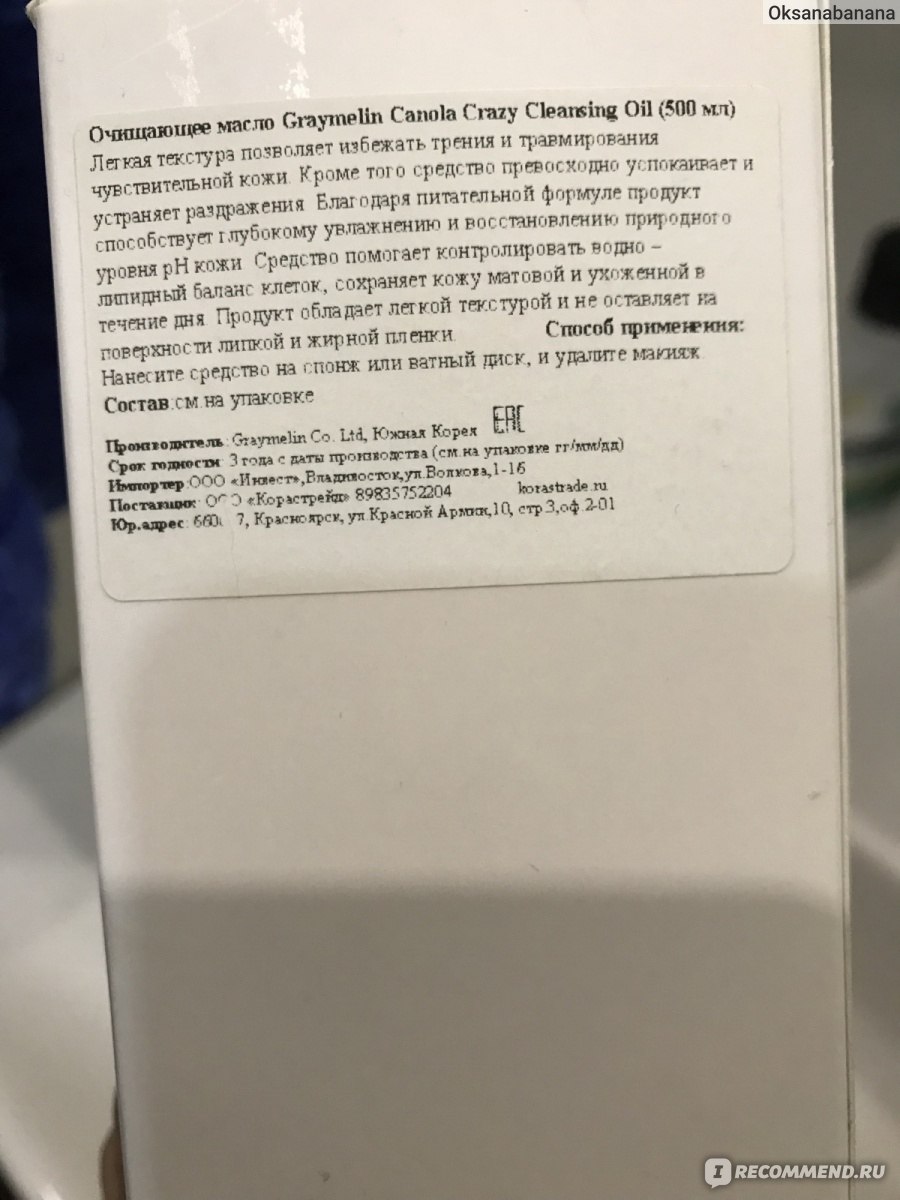 Oksanabanana
Очищающее масло Graymelin Canola Crazy Cleansing Oil (500 мл)
Легкая текстура позволяет избежать трения и травмирования
чувствительной кожи. Кроме того средство превосходно успокаивает и
устраняет раздражения Благодаря питательной формуле продукт
способствует глубокому увлажнению и восстановлению природного
уровня pH кожи Средство помогает контролировать водно –
липидный баланс клеток, сохраняет кожу матовой и ухоженной в
течение дня Продукт обладает легкой текстурой и не оставляет на
поверхности липкой и жирной пленки. Способ применения:
Нанесите средство на спонж или ватный диск, и удалите макияж
Состав:см.на упаковке
Производитель: Graymelin Co. Ltd, Южная Корея EAC
Срок годности: 3 года с даты производства (см.на упаковке гг/мм/дд)
Импортер:ООО «Инвест»,Владивосток,ул.Волкова,1-16
Поставщик: ООО «Корастрейд» 89835752204 korastrade.ru
Юр.адрес: Красноярск, ул.Красной Армии,10, стр.3,оф.2-01
IRECOMMEND.RU